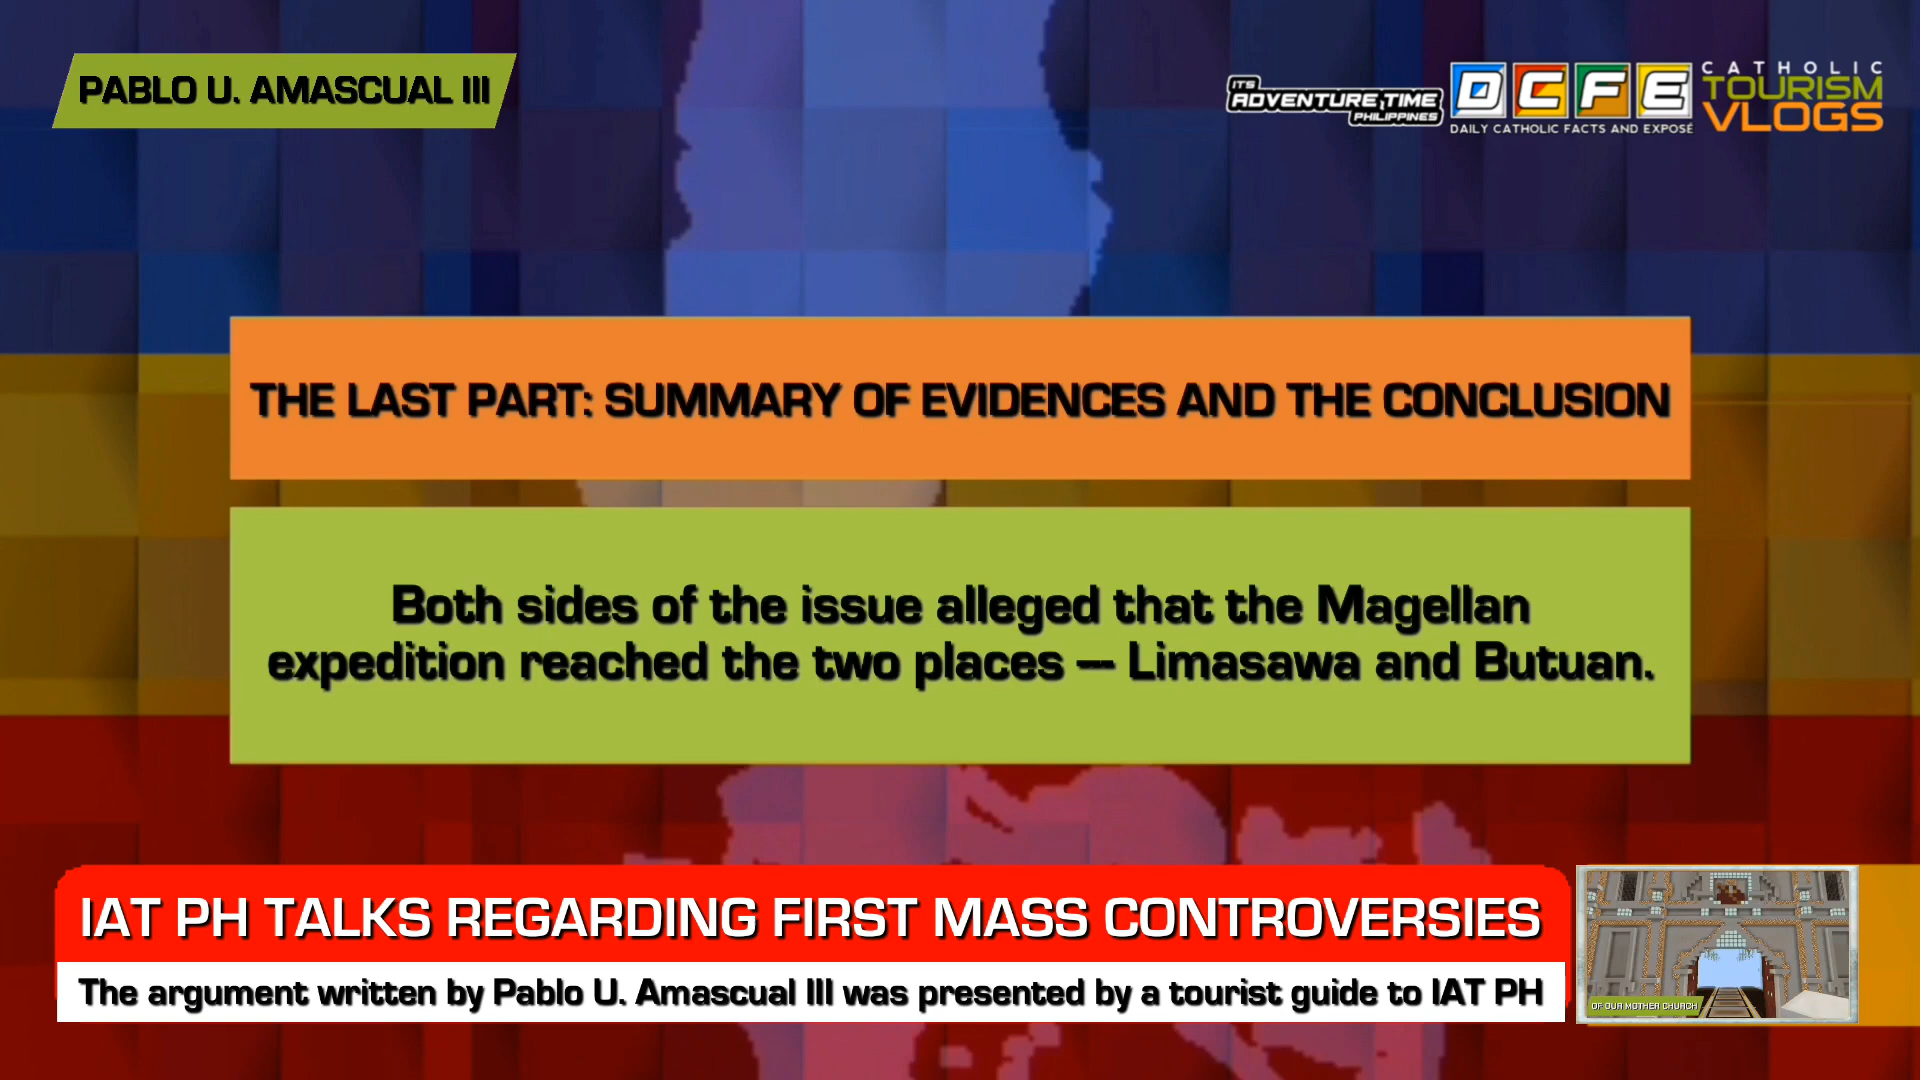 PABLO U. AMASCUAL III
ITS
ADVENTURE TIME
PHILIPPINES
DCFE
DAILY CATHOLIC FACTS AND EXPOSÉ
CATHOLIC
TOURISM
VLOGS
THE LAST PART: SUMMARY OF EVIDENCES AND THE CONCLUSION
Both sides of the issue alleged that the Magellan
expedition reached the two places — Limasawa and Butuan.
IAT PH TALKS REGARDING FIRST MASS CONTROVERSIES
The argument written by Pablo U. Amascual III was presented by a tourist guide to IAT PH
OF OUR MOTHER CHURCH